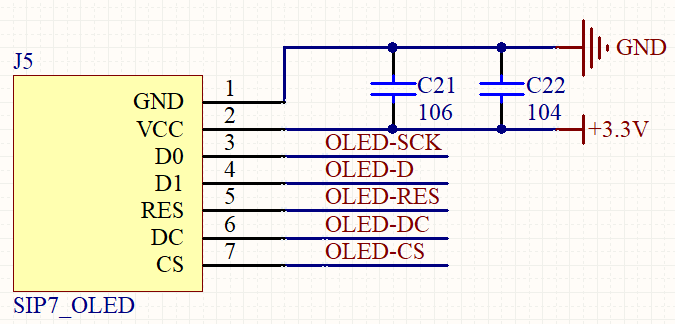 J5
GND
VCC
D0
D1
RES
DC
CS
1
2
3
4
5
6
7
SIP7_OLED
OLED-SCK
OLED-D
OLED-RES
OLED-DC
OLED-CS
C21
106
C22
104
GND
+3.3V